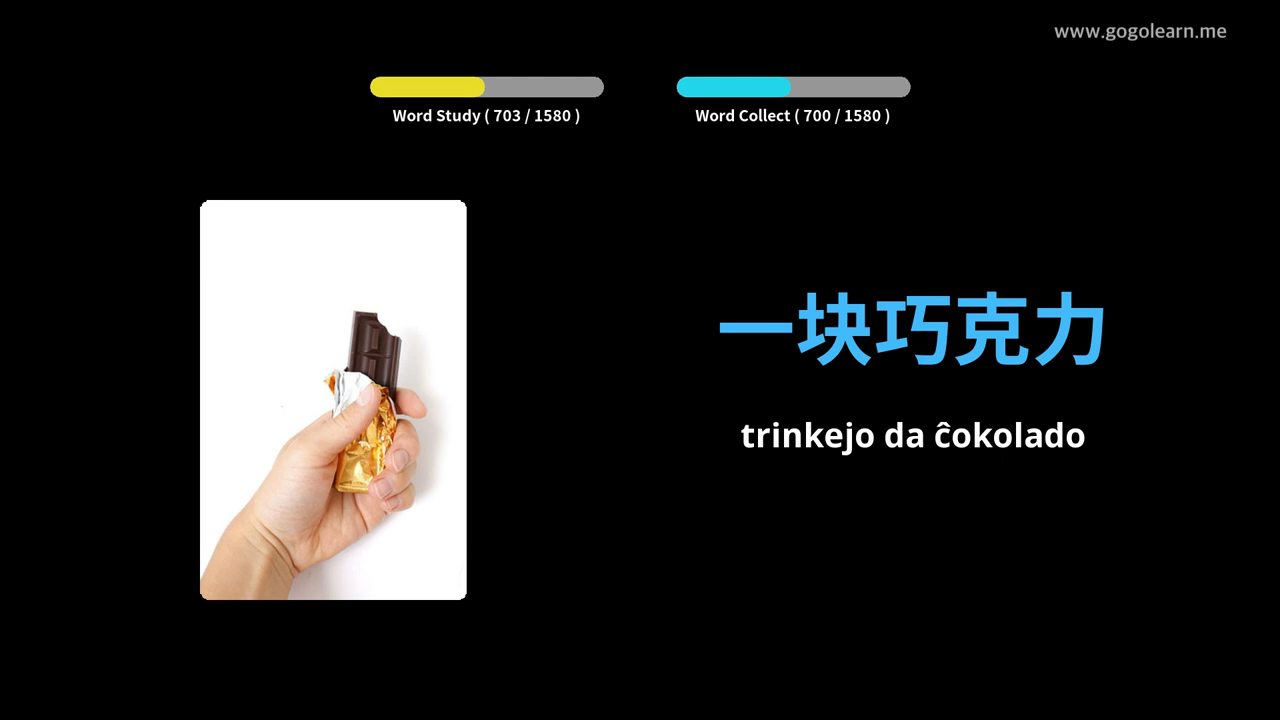 www.gogolearn.me
Word Study ( 703 / 1580 )
Word Collect ( 700 / 1580 )
一块巧克力
trinkejo da ĉokolado